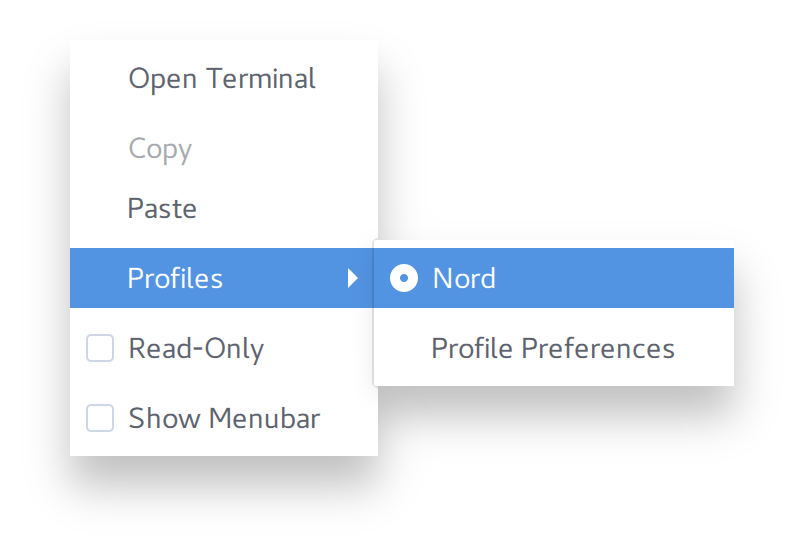 Open Terminal
Copy
Paste
Profiles
Nord
Read-Only
Profile Preferences
Show Menubar